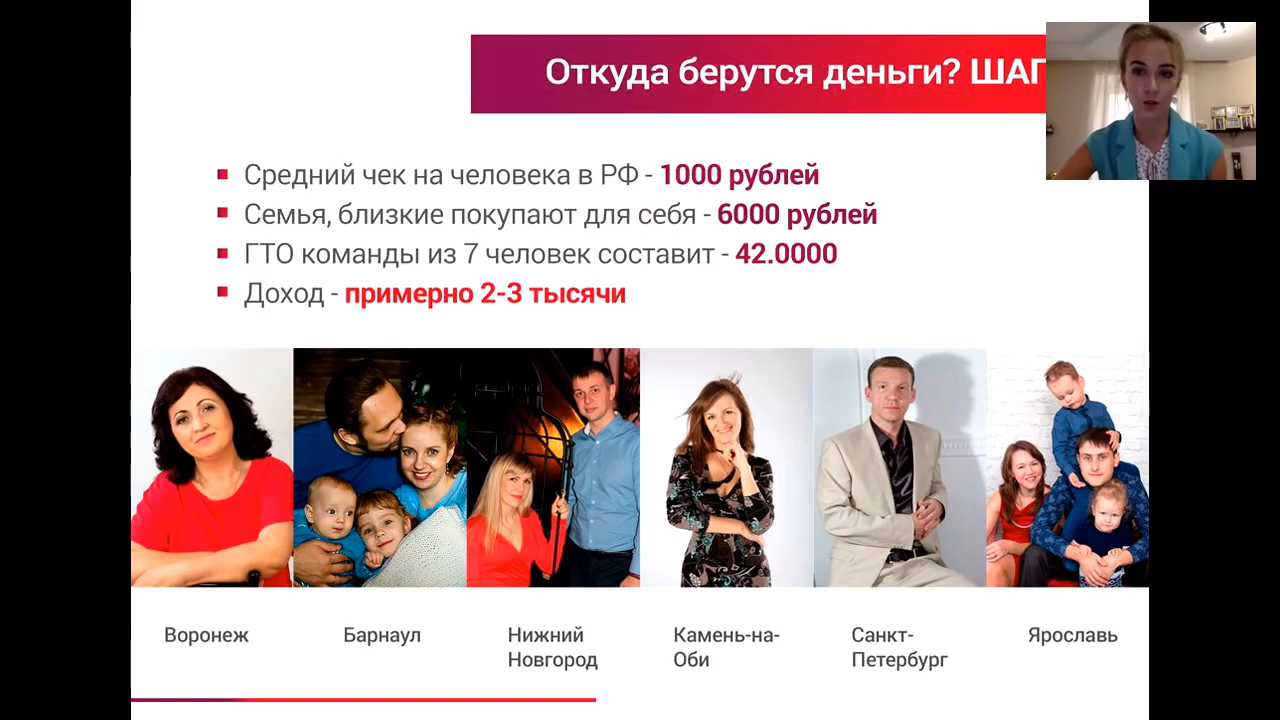 Откуда берутся деньги? ШАГ
Средний чек на человека в РФ - 1000 рублей
Семья, близкие покупают для себя - 6000 рублей
ГТО команды из 7 человек составит - 42.0000
Доход - примерно 2-3 тысячи
Воронеж
Барнаул
Нижний
Новгород
Камень-на-
Оби
Санкт-
Петербург
Ярославь